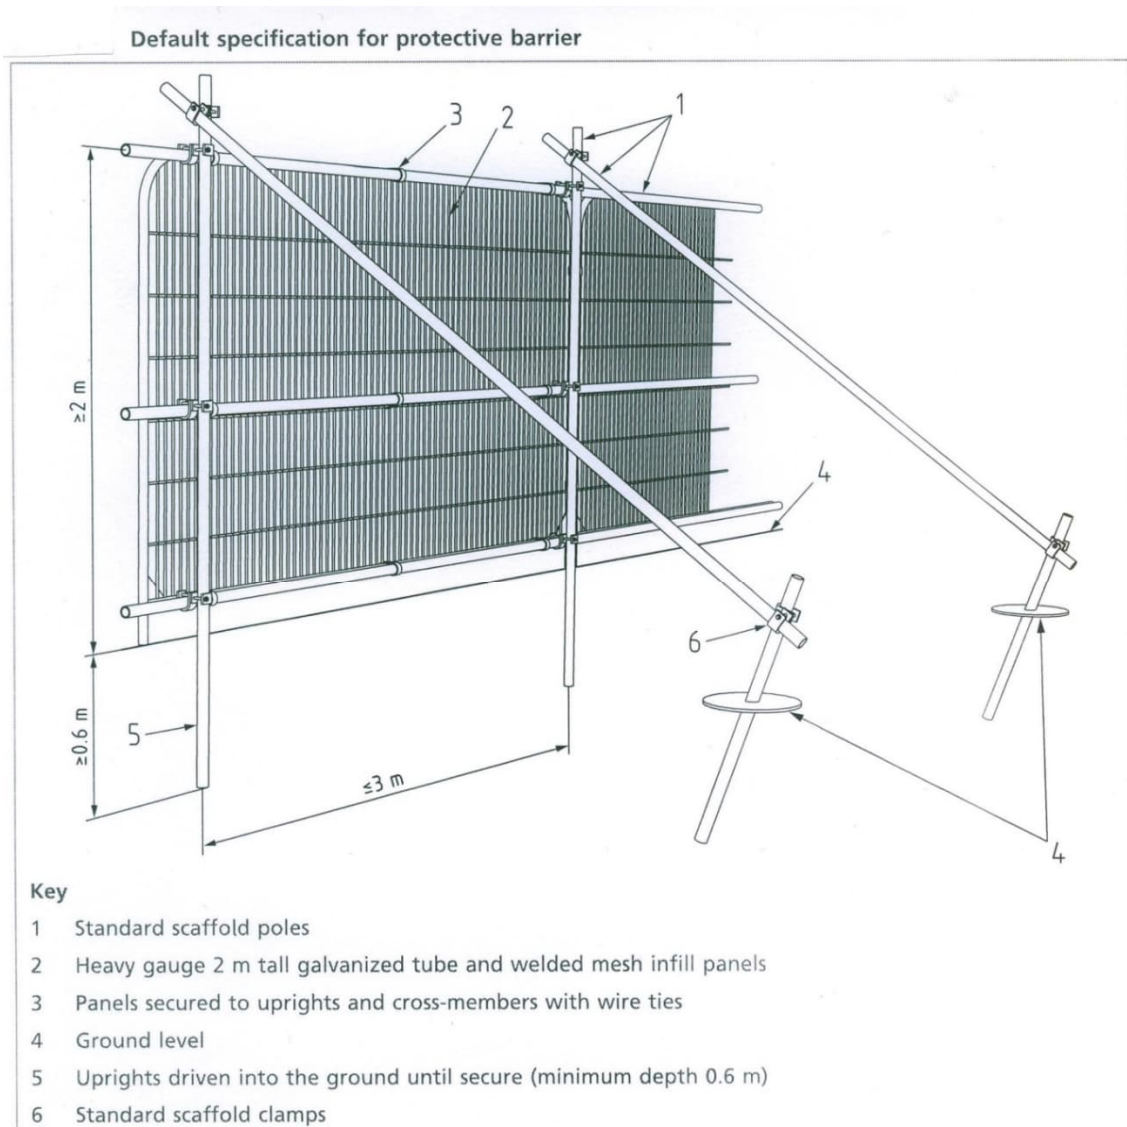 Default specification for protective barrier
3
2
1
≥2 m
4
6
5
≥0.6 m
≤3 m
4
Key
1 Standard scaffold poles
2 Heavy gauge 2 m tall galvanized tube and welded mesh infill panels
3 Panels secured to uprights and cross-members with wire ties
4 Ground level
5 Uprights driven into the ground until secure (minimum depth 0.6 m)
6 Standard scaffold clamps